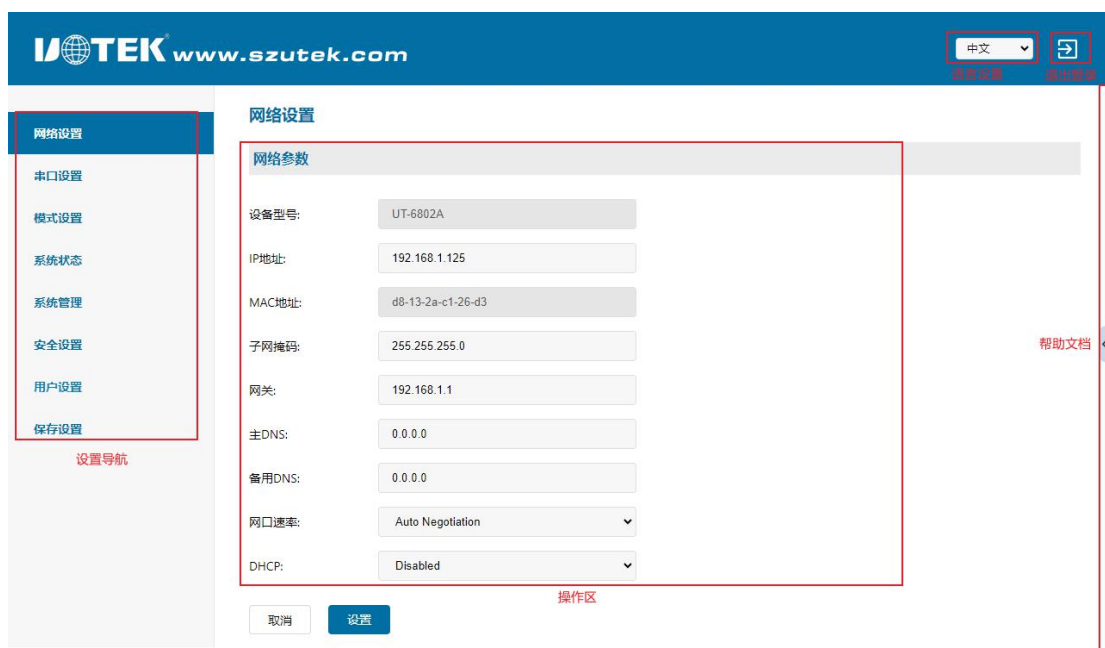 UOTEK® www.szutek.com
中文
语言设置 退出登录
网络设置
串口设置
模式设置
系统状态
系统管理
安全设置
用户设置
保存设置
设置导航
网络设置
网络参数
设备型号: UT-6802A
IP地址: 192.168.1.125
MAC地址: d8-13-2a-c1-26-d3
子网掩码: 255.255.255.0
网关: 192.168.1.1
主DNS: 0.0.0.0
备用DNS: 0.0.0.0
网口速率: Auto Negotiation
DHCP: Disabled
操作区
取消 设置
帮助文档